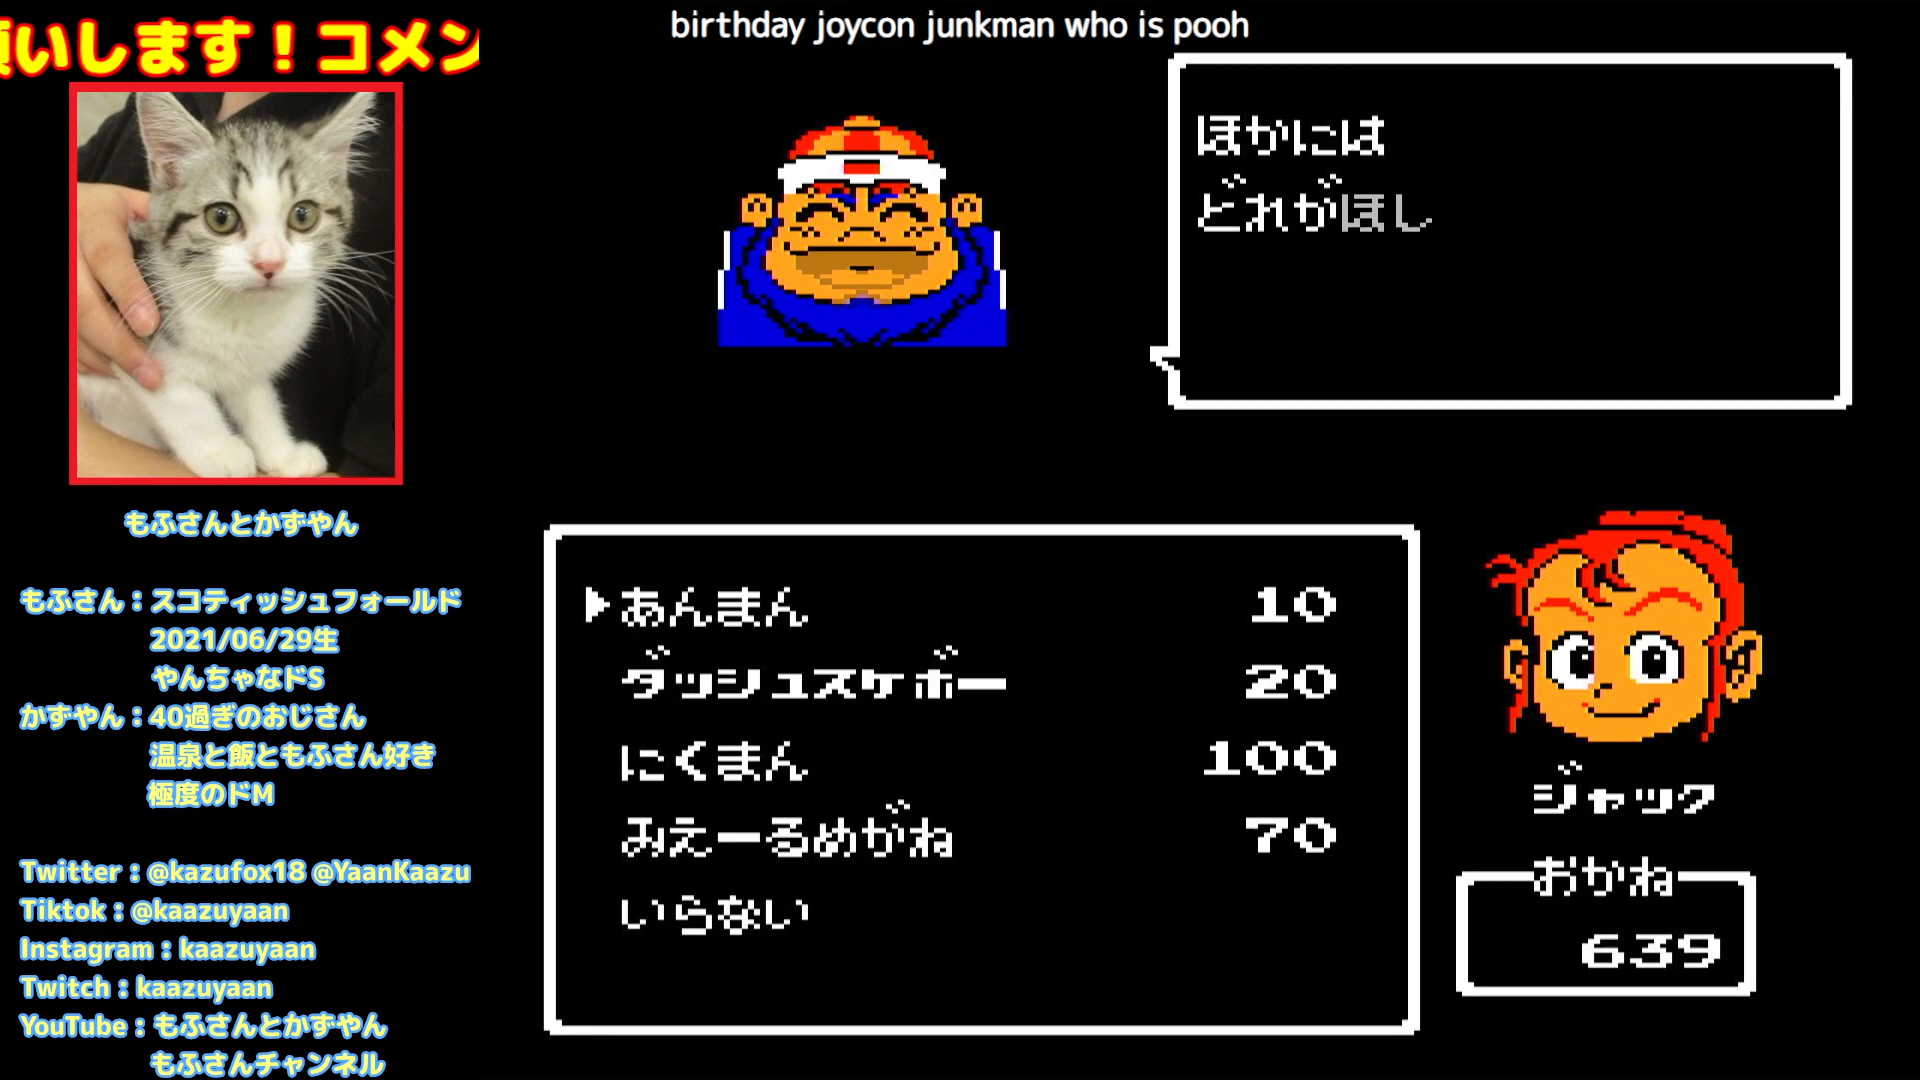 願いします！コメン
birthday joycon junkman who is pooh
ほかには
どれがほし
もふさんとかずやん
もふさん：スコティッシュフォールド
2021/06/29生
やんちゃなドS
かずやん：40過ぎのおじさん
温泉と飯ともふさん好き
極度のドM
Twitter：@kazufox18 @YaanKaazu
Tiktok：@kaazuyaan
Instagram：kaazuyaan
Twitch：kaazuyaan
YouTube：もふさんとかずやん
もふさんチャンネル
▶あんまん 10
ダッシュスケボー 20
にくまん 100
みえーるめがね 70
いらない
ジャック
おかね
639